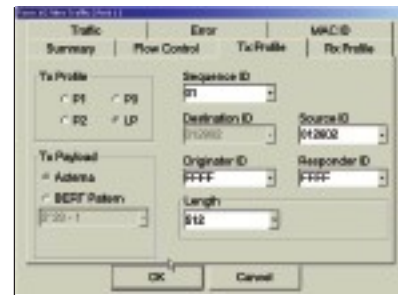 Traffic Error MAC ID
Summary Flow Control Tx Profile Rx Profile
Tx Profile
P1 P3
P2 LP
Tx Payload
Acterna
BERT Pattern
Sequence ID
01
Destination ID Source ID
012602
Originator ID Responder ID
FFFF FFFF
Length
512
OK Cancel